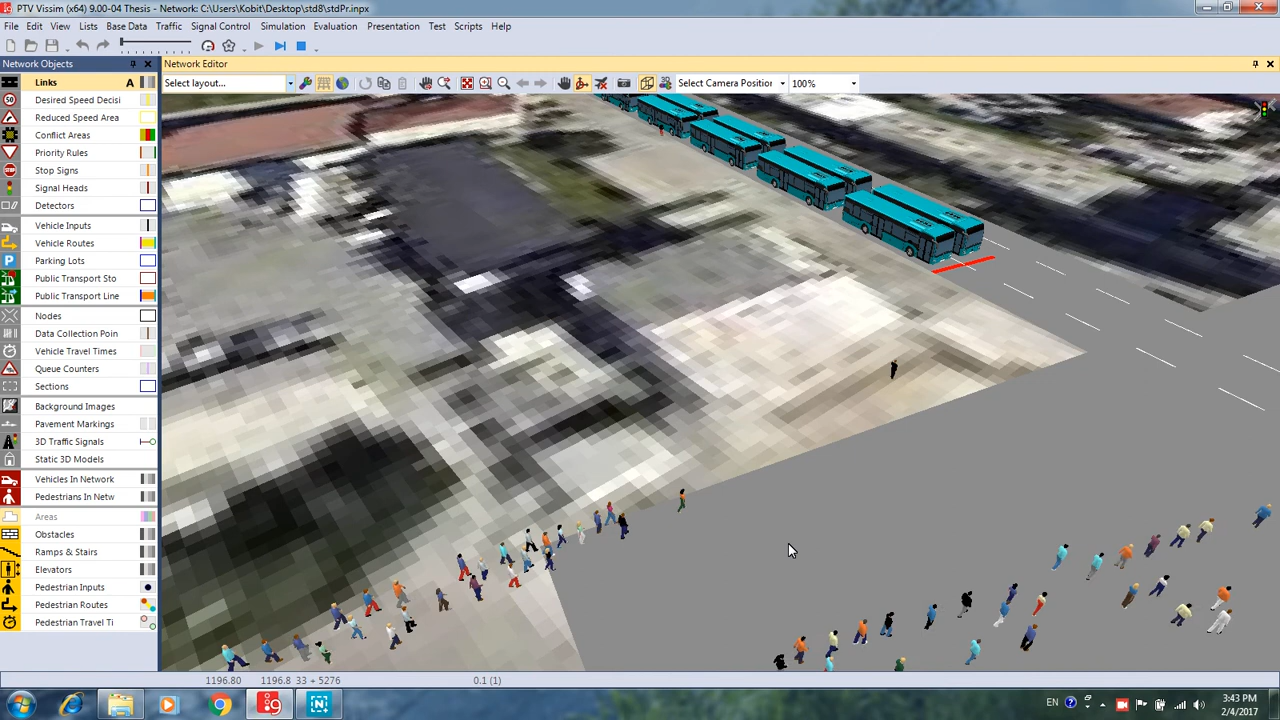 PTV Vissim (x64) 9.00-04 Thesis - Network: C:\Users\Kobit\Desktop\std8\stdPr.inpx
File Edit View Lists Base Data Traffic Signal Control Simulation Evaluation Presentation Test Scripts Help
Network Objects
Network Editor
Select layout...
Select Camera Position
100%
Links A
50 Desired Speed Decisi
Reduced Speed Area
Conflict Areas
Priority Rules
STOP Stop Signs
Signal Heads
Detectors
Vehicle Inputs
Vehicle Routes
P Parking Lots
Public Transport Sto
Public Transport Line
Nodes
Data Collection Poin
Vehicle Travel Times
Queue Counters
Sections
Background Images
Pavement Markings
3D Traffic Signals
Static 3D Models
Vehicles In Network
Pedestrians In Netw
Areas
Obstacles
Ramps & Stairs
Elevators
Pedestrian Inputs
Pedestrian Routes
Pedestrian Travel Ti
1196.80 1196.8 33 + 5276 0.1 (1)
EN
3:43 PM
2/4/2017